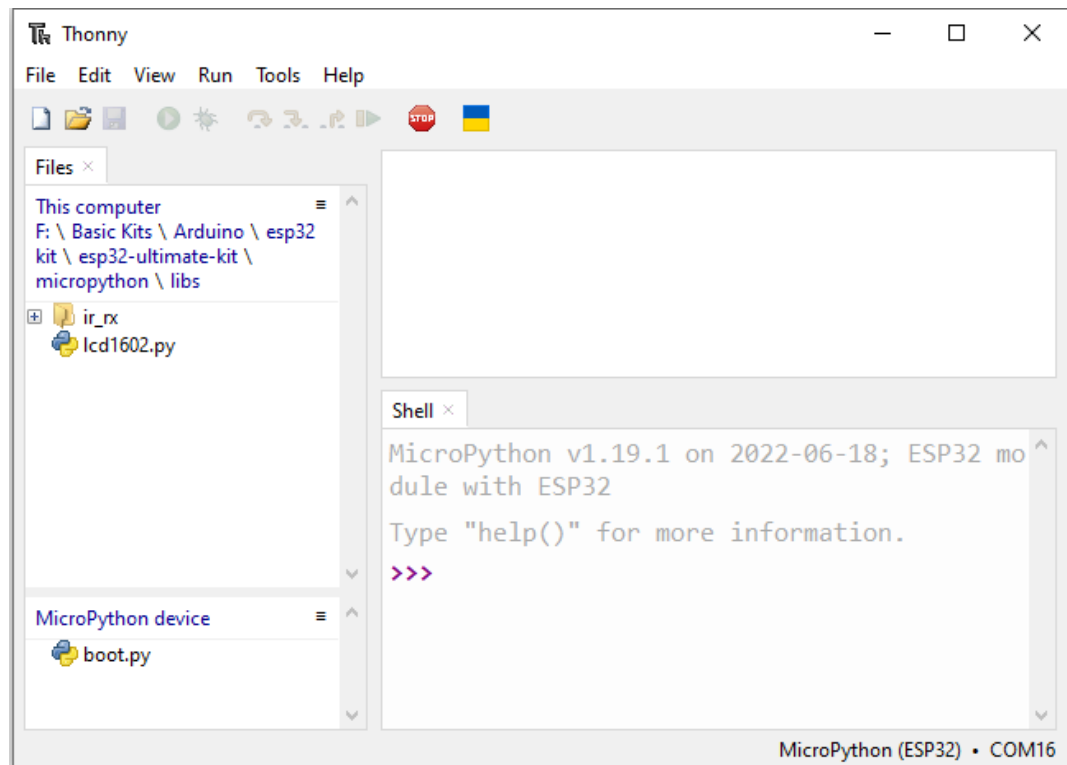 Thonny
File Edit View Run Tools Help
STOP
Files
This computer
F: \ Basic Kits \ Arduino \ esp32
kit \ esp32-ultimate-kit \
micropython \ libs
ir_rx
lcd1602.py
MicroPython device
boot.py
Shell
MicroPython v1.19.1 on 2022-06-18; ESP32 mo
dule with ESP32
Type "help()" for more information.
>>>
MicroPython (ESP32) • COM16